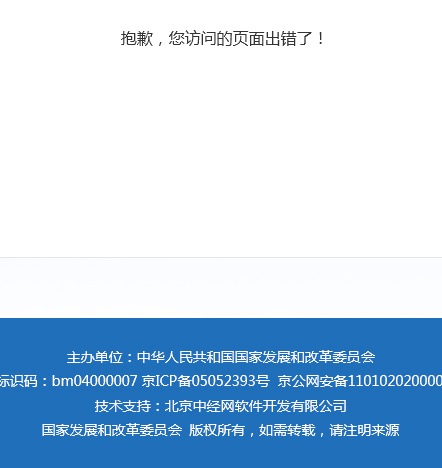 抱歉，您访问的页面出错了！
主办单位：中华人民共和国国家发展和改革委员会
标识码：bm04000007 京ICP备05052393号 京公网安备110102020000
技术支持：北京中经网软件开发有限公司
国家发展和改革委员会 版权所有，如需转载，请注明来源